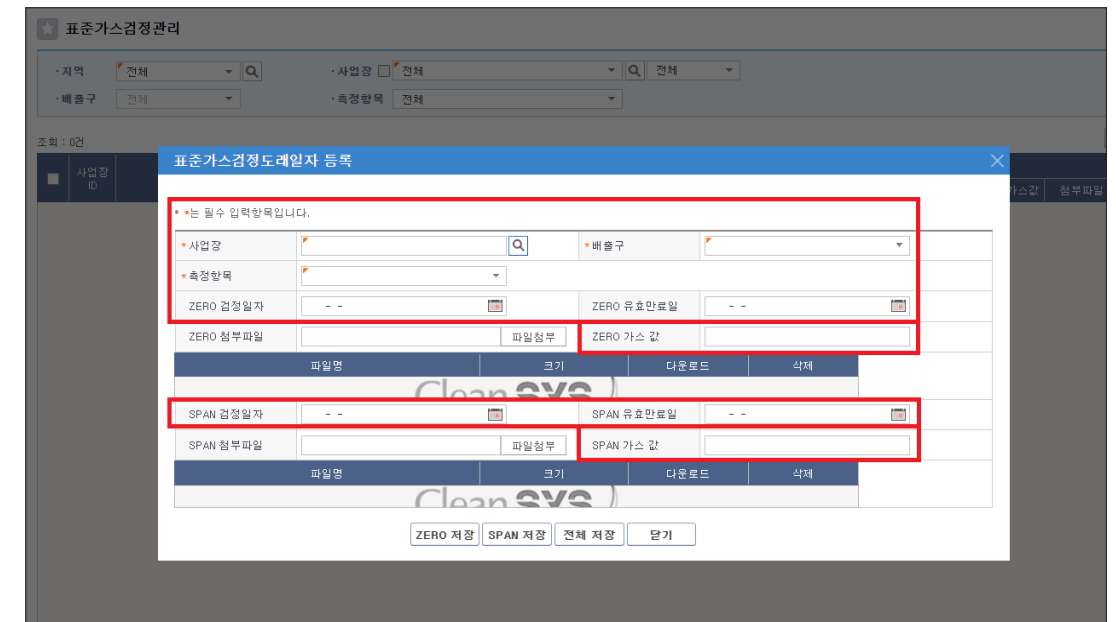 표준가스검정관리
·지역 전체 ·사업장 전체 전체
·배출구 전체 ·측정항목 전체
조회 : 0건
사업장
ID
가스값 첨부파일
표준가스검정도래일자 등록
* *는 필수 입력항목입니다.
*사업장 *배출구
*측정항목
ZERO 검정일자 - - ZERO 유효만료일 - -
ZERO 첨부파일 파일첨부 ZERO 가스 값
파일명 크기 다운로드 삭제
Clean SYS
SPAN 검정일자 - - SPAN 유효만료일 - -
SPAN 첨부파일 파일첨부 SPAN 가스 값
파일명 크기 다운로드 삭제
Clean SYS
ZERO 저장 SPAN 저장 전체 저장 닫기